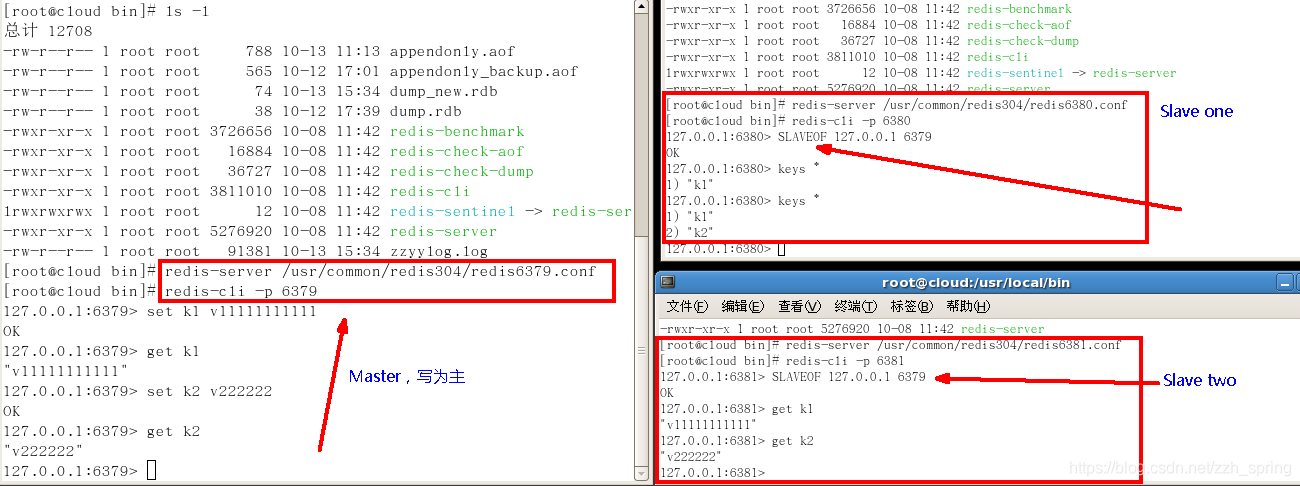 [root@cloud bin]# ls -l
总计 12708
-rw-r--r-- 1 root root     788 10-13 11:13 appendonly.aof
-rw-r--r-- 1 root root     565 10-12 17:01 appendonly_backup.aof
-rw-r--r-- 1 root root      74 10-13 15:34 dump_new.rdb
-rw-r--r-- 1 root root      38 10-12 17:39 dump.rdb
-rwxr-xr-x 1 root root 3726656 10-08 11:42 redis-benchmark
-rwxr-xr-x 1 root root   16884 10-08 11:42 redis-check-aof
-rwxr-xr-x 1 root root   36727 10-08 11:42 redis-check-dump
-rwxr-xr-x 1 root root 3811010 10-08 11:42 redis-cli
lrwxrwxrwx 1 root root      12 10-08 11:42 redis-sentinel -> redis-ser
-rwxr-xr-x 1 root root 5276920 10-08 11:42 redis-server
-rw-r--r-- 1 root root   91381 10-13 15:34 zzyylog.log
[root@cloud bin]# redis-server /usr/common/redis304/redis6379.conf
[root@cloud bin]# redis-cli -p 6379
127.0.0.1:6379> set k1 v11111111111
OK
127.0.0.1:6379> get k1
"v11111111111"
127.0.0.1:6379> set k2 v222222
OK
127.0.0.1:6379> get k2
"v222222"
127.0.0.1:6379>
Master，写为主
-rwxr-xr-x 1 root root 3726656 10-08 11:42 redis-benchmark
-rwxr-xr-x 1 root root   16884 10-08 11:42 redis-check-aof
-rwxr-xr-x 1 root root   36727 10-08 11:42 redis-check-dump
-rwxr-xr-x 1 root root 3811010 10-08 11:42 redis-cli
lrwxrwxrwx 1 root root      12 10-08 11:42 redis-sentinel -> redis-server
-rwxr-xr-x 1 root root 5276920 10-08 11:42 redis-server
[root@cloud bin]# redis-server /usr/common/redis304/redis6380.conf
[root@cloud bin]# redis-cli -p 6380
127.0.0.1:6380> SLAVEOF 127.0.0.1 6379
OK
127.0.0.1:6380> keys *
1) "k1"
127.0.0.1:6380> keys *
1) "k1"
2) "k2"
127.0.0.1:6380>
Slave one
root@cloud:/usr/local/bin
文件(F) 编辑(E) 查看(V) 终端(T) 标签(B) 帮助(H)
-rwxr-xr-x 1 root root 5276920 10-08 11:42 redis-server
[root@cloud bin]# redis-server /usr/common/redis304/redis6381.conf
[root@cloud bin]# redis-cli -p 6381
127.0.0.1:6381> SLAVEOF 127.0.0.1 6379
OK
127.0.0.1:6381> get k1
"v11111111111"
127.0.0.1:6381> get k2
"v222222"
127.0.0.1:6381>
Slave two
https://blog.csdn.net/zzh_spring